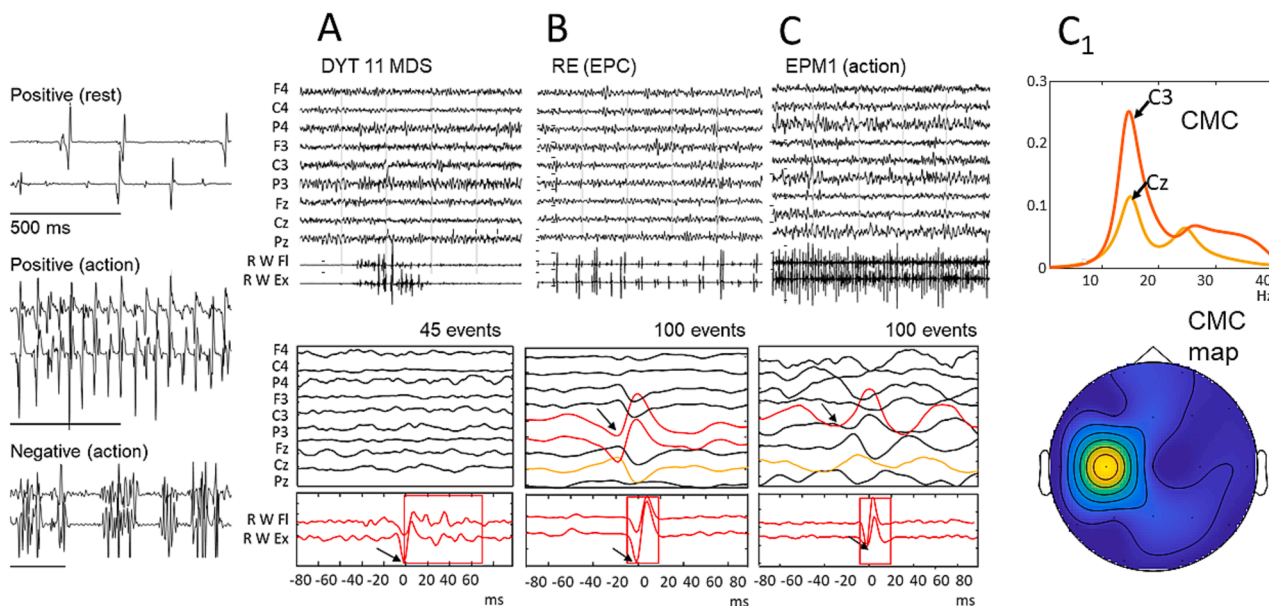 A
B
C
C1
DYT 11 MDS
RE (EPC)
EPM1 (action)
Positive (rest)
500 ms
Positive (action)
Negative (action)
F4
C4
P4
F3
C3
P3
Fz
Cz
Pz
R W Fl
R W Ex
45 events
100 events
100 events
F4
C4
P4
F3
C3
P3
Fz
Cz
Pz
R W Fl
R W Ex
-80 -60 -40 -20 0 20 40 60 80
ms
-80 -60 -40 -20 0 20 40 60 80
ms
-80 -60 -40 -20 0 20 40 60 80
ms
0.3
0.2
0.1
0
C3
CMC
Cz
10 20 30 40
Hz
CMC
map